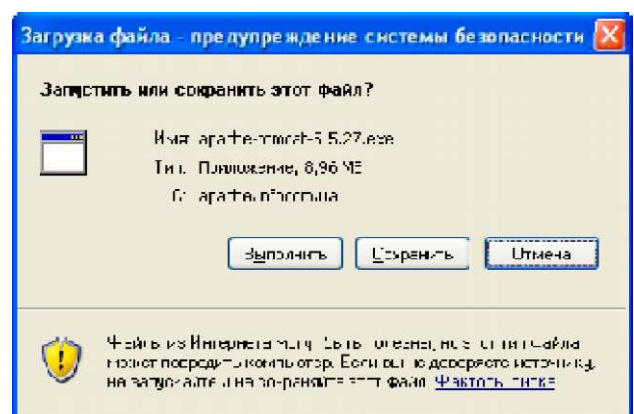 Загрузка файла - предупреждение системы безопасности
Запустить или сохранить этот файл?
Имя: apache-tomcat-5.5.27.exe
Тип: Приложение, 8,96 МБ
От:
Выполнить Сохранить Отмена
Файлы из Интернета могут быть полезны, но этот тип файла
может повредить компьютер. Если вы не доверяете источнику,
не запускайте и не сохраняйте этот файл. Факторы риска